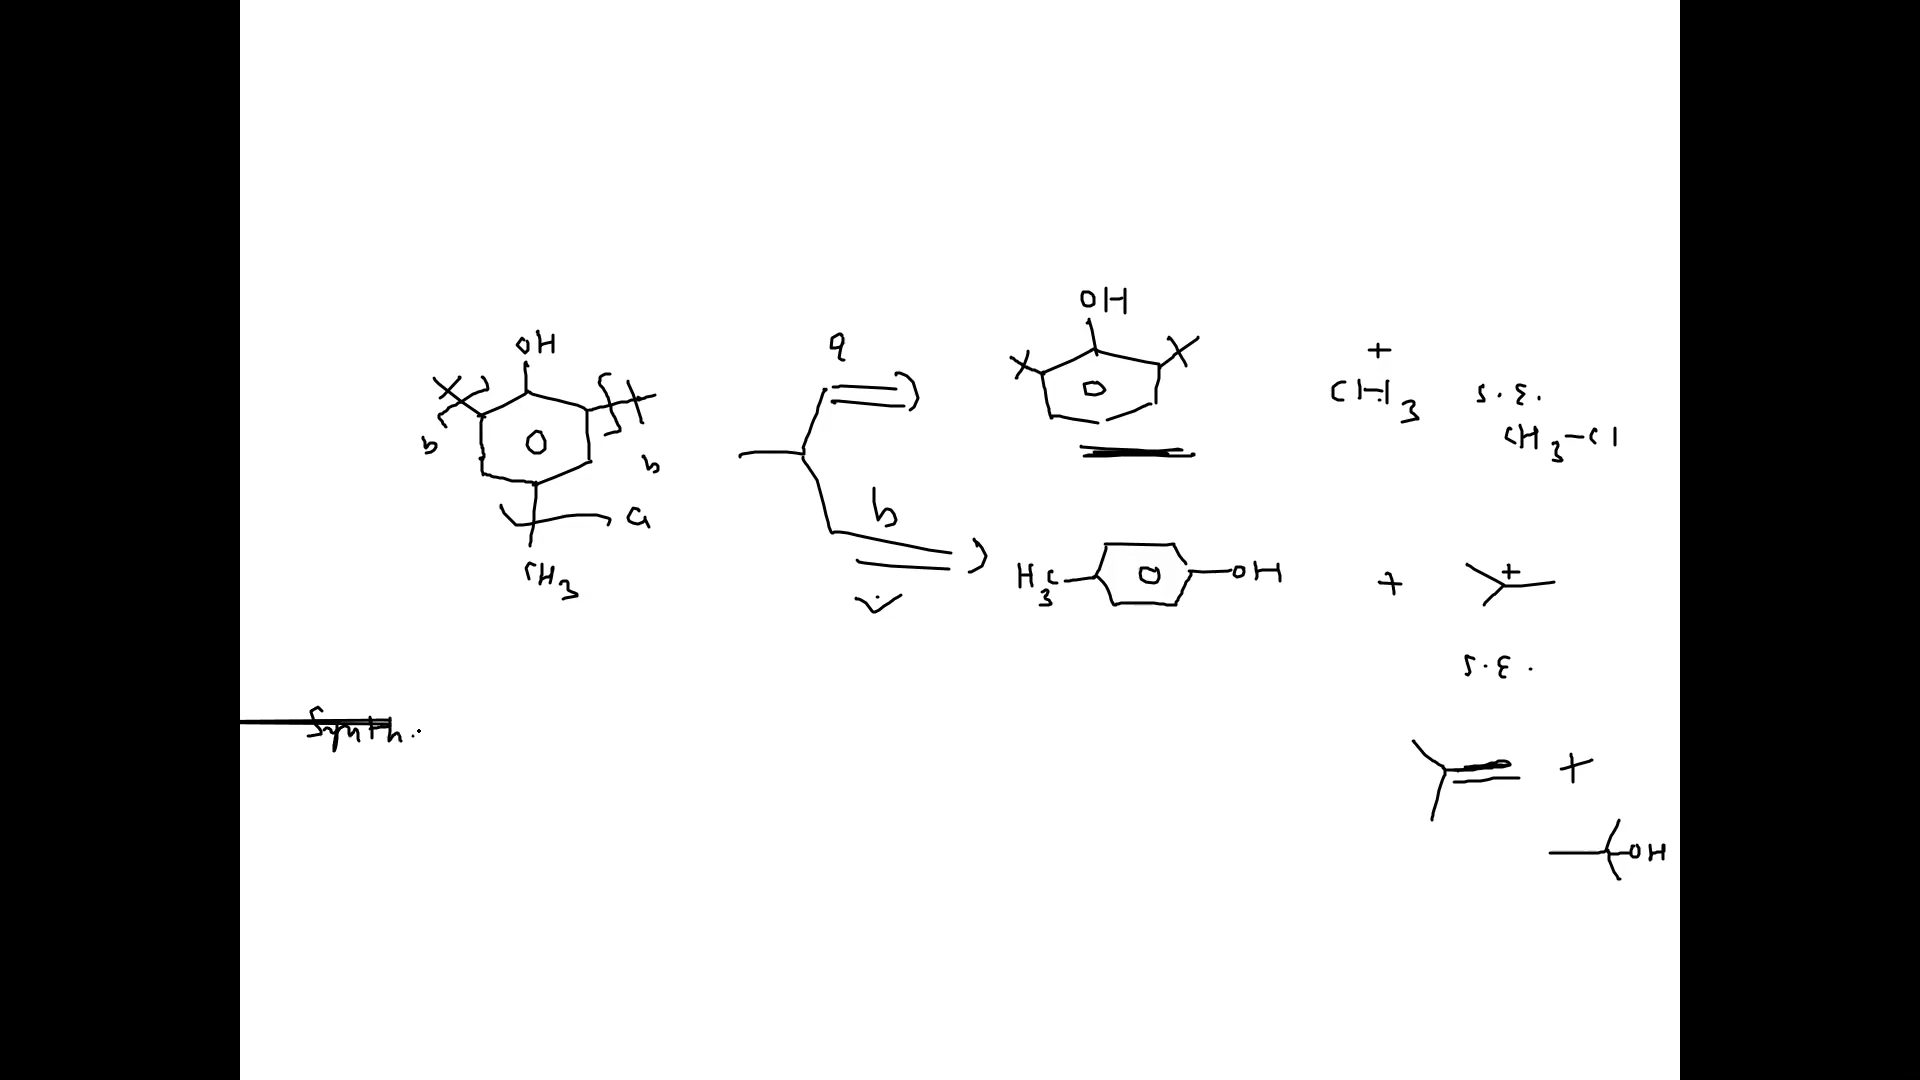 OH
b
b
a
CH3
a
OH
+
CH3
S.E.
CH3-Cl
b
H3C
OH
+
+
S.E.
+
OH
Synth.